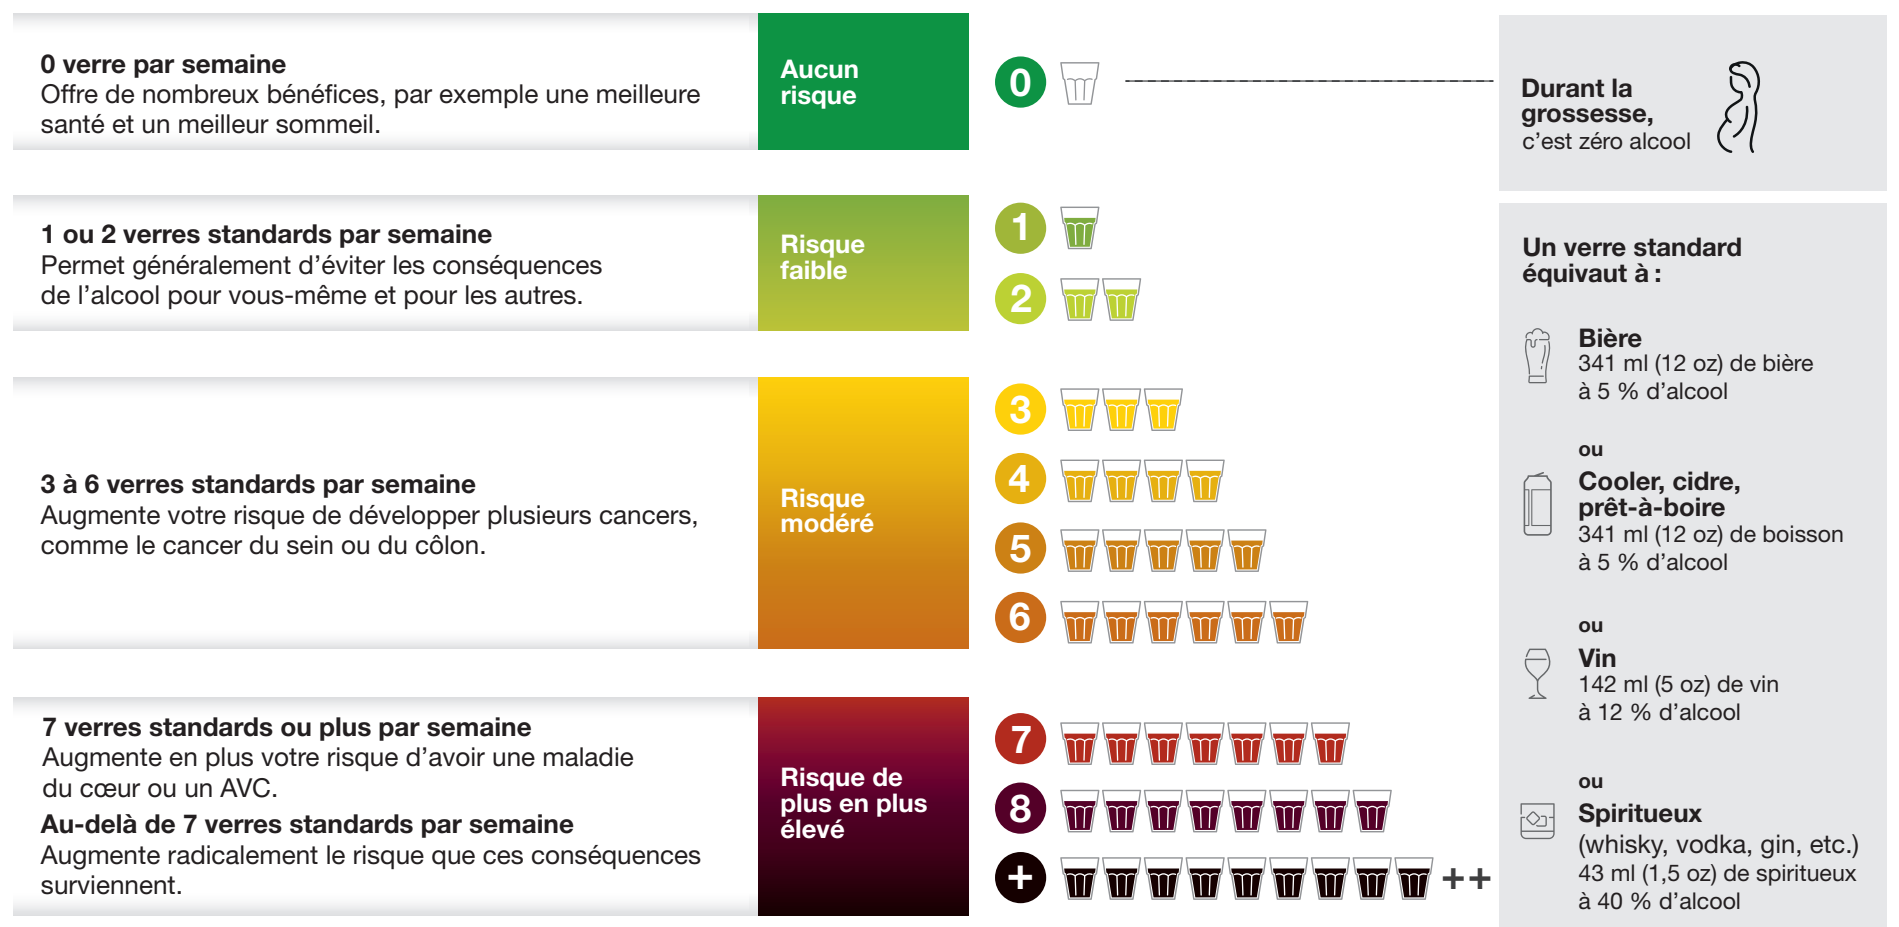 0 verre par semaine
Offre de nombreux bénéfices, par exemple une meilleure
santé et un meilleur sommeil.
Aucun
risque
0
Durant la
grossesse,
c’est zéro alcool
1 ou 2 verres standards par semaine
Permet généralement d’éviter les conséquences
de l’alcool pour vous-même et pour les autres.
Risque
faible
1
2
3 à 6 verres standards par semaine
Augmente votre risque de développer plusieurs cancers,
comme le cancer du sein ou du côlon.
Risque
modéré
3
4
5
6
7 verres standards ou plus par semaine
Augmente en plus votre risque d’avoir une maladie
du cœur ou un AVC.
Au-delà de 7 verres standards par semaine
Augmente radicalement le risque que ces conséquences
surviennent.
Risque de
plus en plus
élevé
7
8
+
++
Un verre standard
équivaut à :
Bière
341 ml (12 oz) de bière
à 5 % d’alcool
ou
Cooler, cidre,
prêt-à-boire
341 ml (12 oz) de boisson
à 5 % d’alcool
ou
Vin
142 ml (5 oz) de vin
à 12 % d’alcool
ou
Spiritueux
(whisky, vodka, gin, etc.)
43 ml (1,5 oz) de spiritueux
à 40 % d’alcool